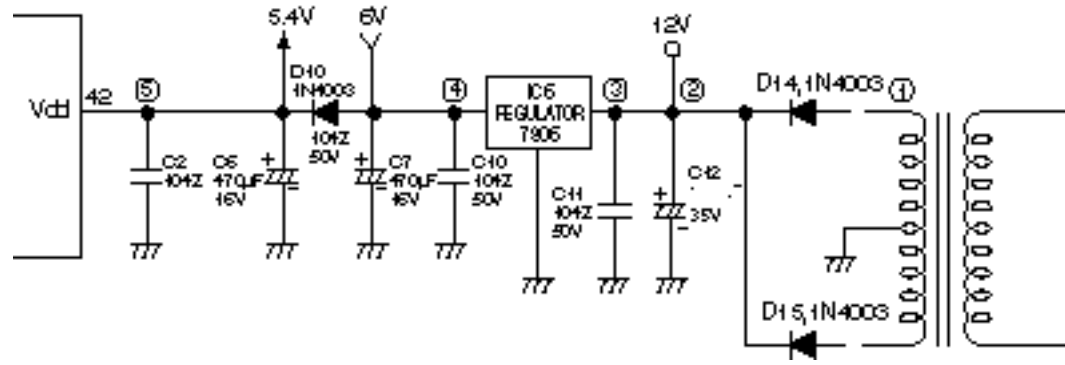 5.4V
6V
12V
D10
1N4003
104Z
50V
Vdd
42
5
4
IC6
REGULATOR
7906
3
2
D14,1N4003
1
C2
104Z
C6
470µF
16V
C7
470µF
16V
C10
104Z
50V
C11
104Z
50V
C12
35V
D15,1N4003